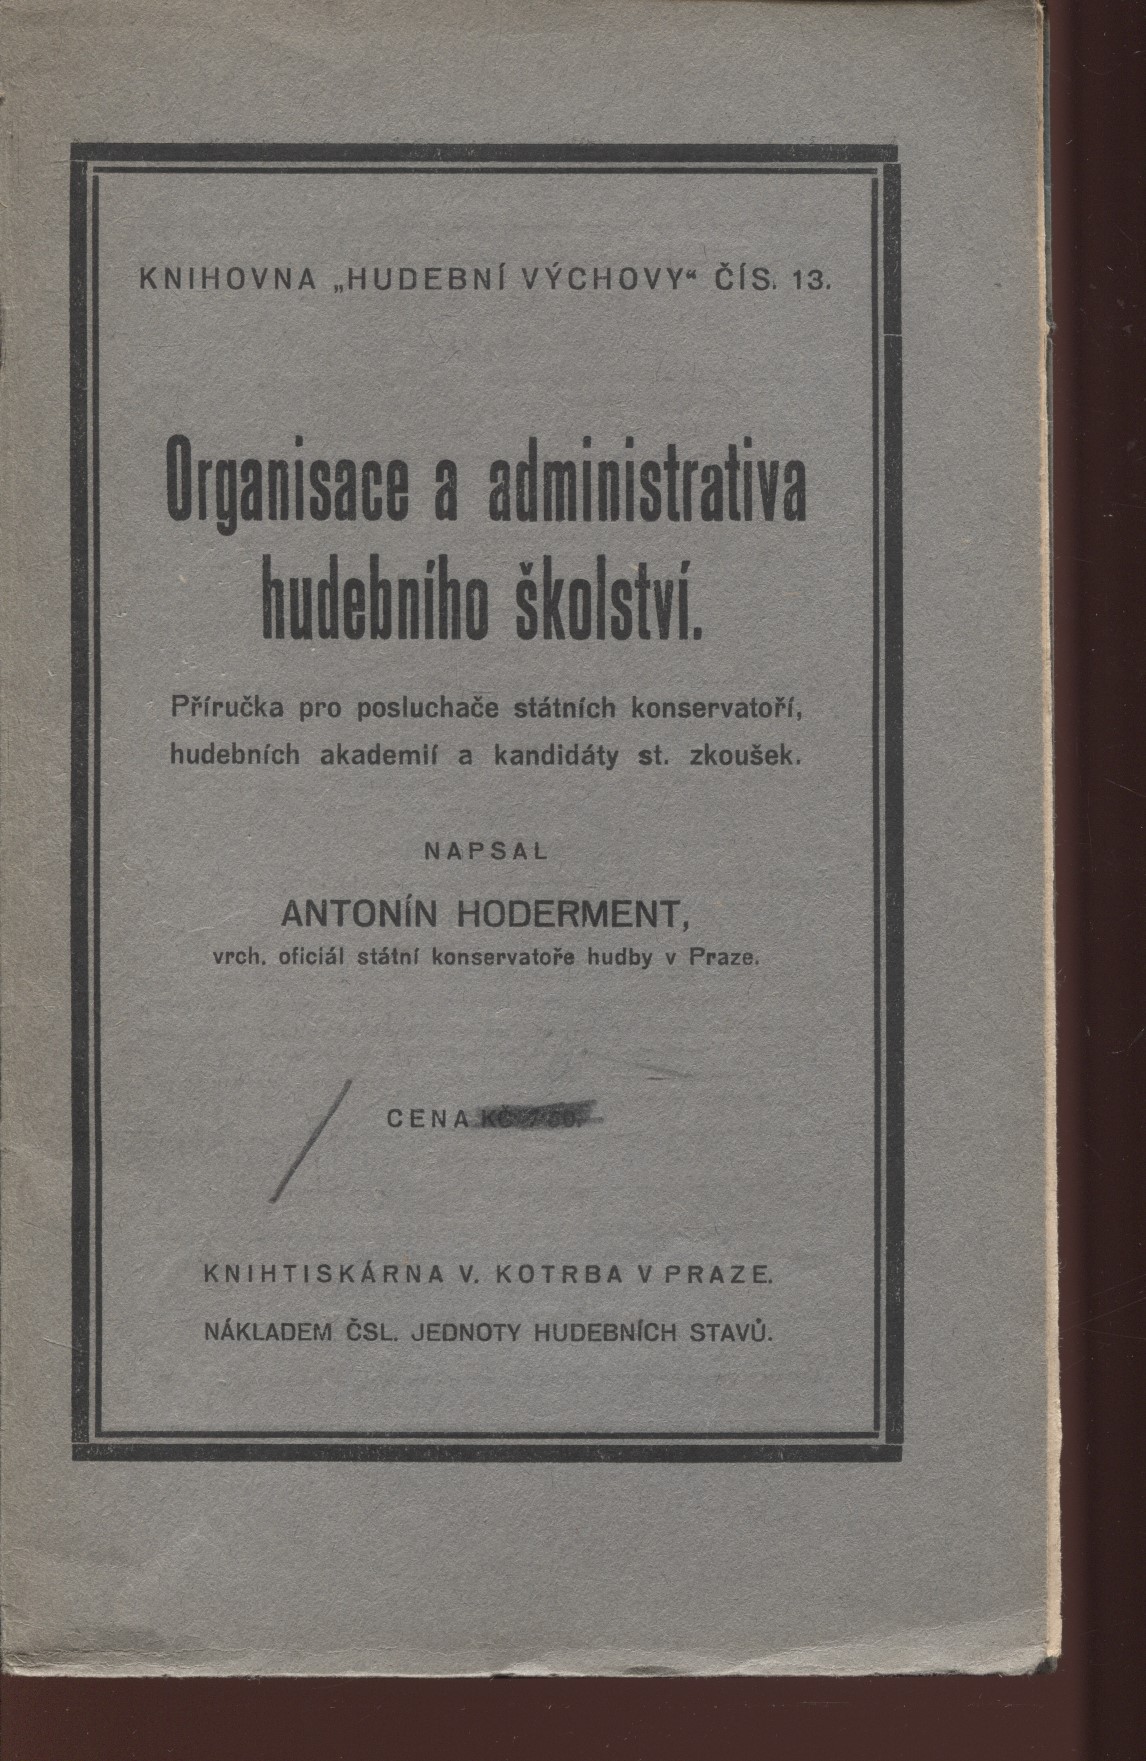 KNIHOVNA „HUDEBNÍ VÝCHOVY“ ČÍS. 13.
Organisace a administrativa
hudebního školství.
Příručka pro posluchače státních konservatoří,
hudebních akademií a kandidáty st. zkoušek.
NAPSAL
ANTONÍN HODERMENT,
vrch. oficiál státní konservatoře hudby v Praze.
CENA KČ
KNIHTISKÁRNA V. KOTRBA V PRAZE.
NÁKLADEM ČSL. JEDNOTY HUDEBNÍCH STAVŮ.